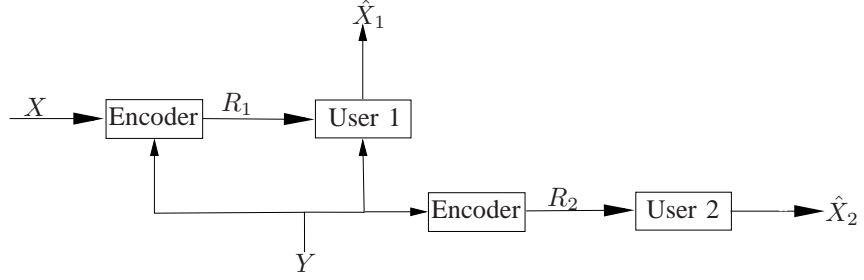 X̂₁
X Encoder R₁ User 1
Encoder R₂ User 2 X̂₂
Y